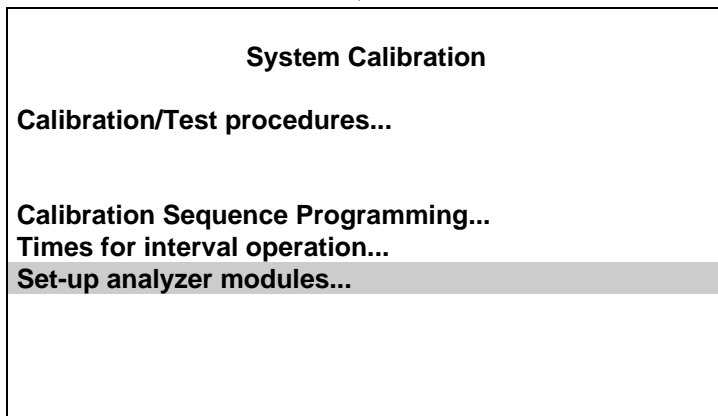 System Calibration
Calibration/Test procedures...
Calibration Sequence Programming...
Times for interval operation...
Set-up analyzer modules...